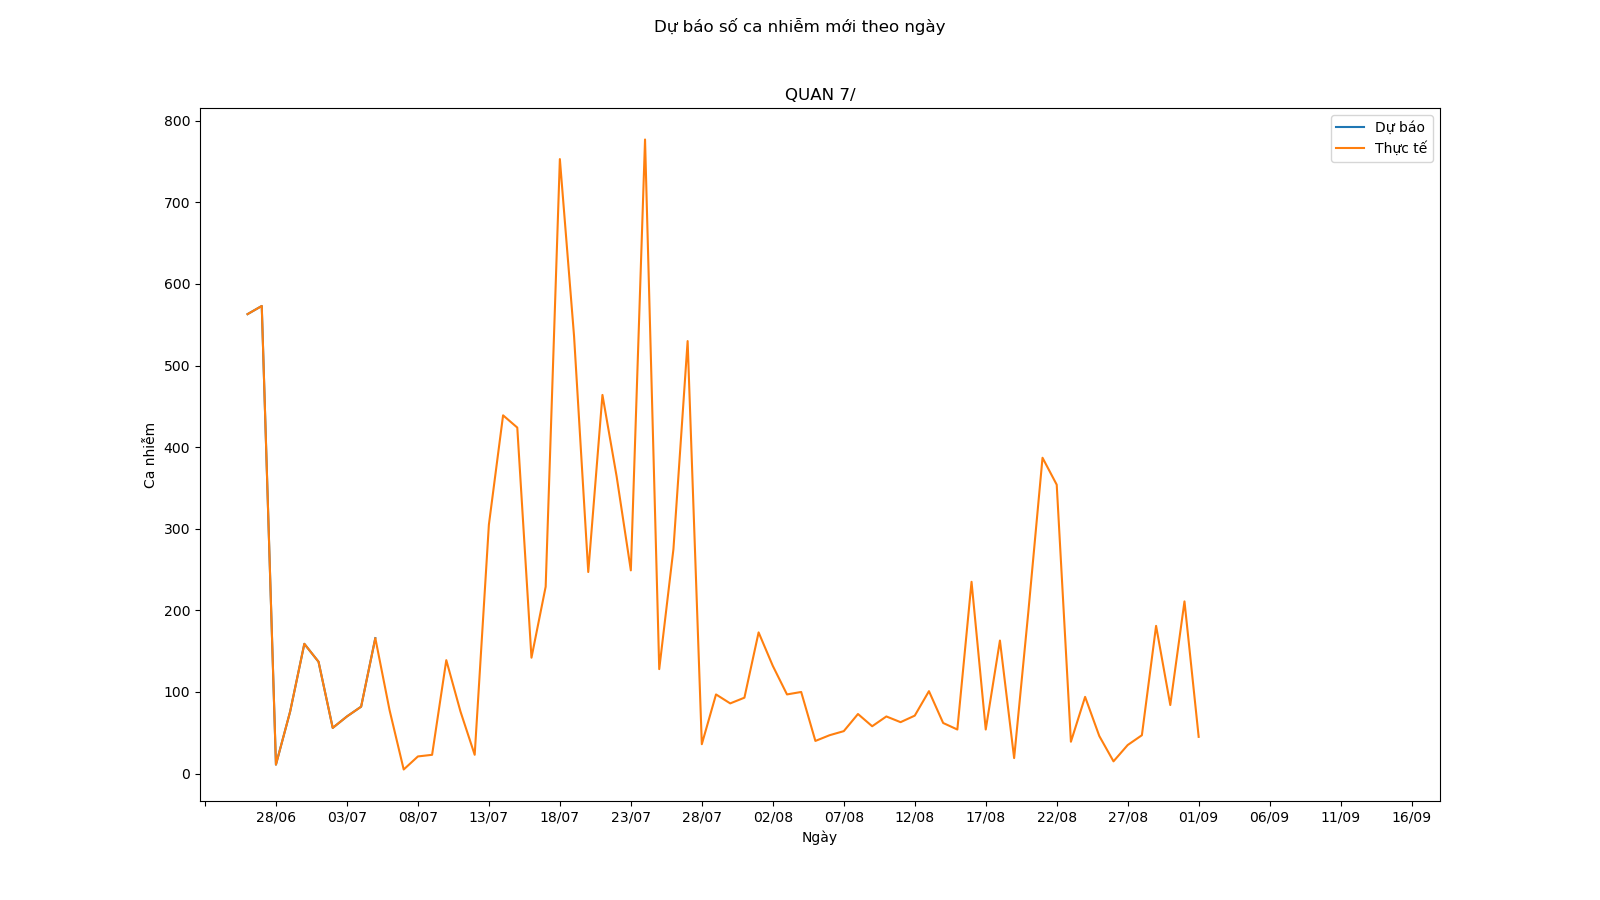 Dự báo số ca nhiễm mới theo ngày
QUAN 7/
Dự báo
Thực tế
800
700
600
500
400
300
200
100
0
Ca nhiễm
28/06 03/07 08/07 13/07 18/07 23/07 28/07 02/08 07/08 12/08 17/08 22/08 27/08 01/09 06/09 11/09 16/09
Ngày